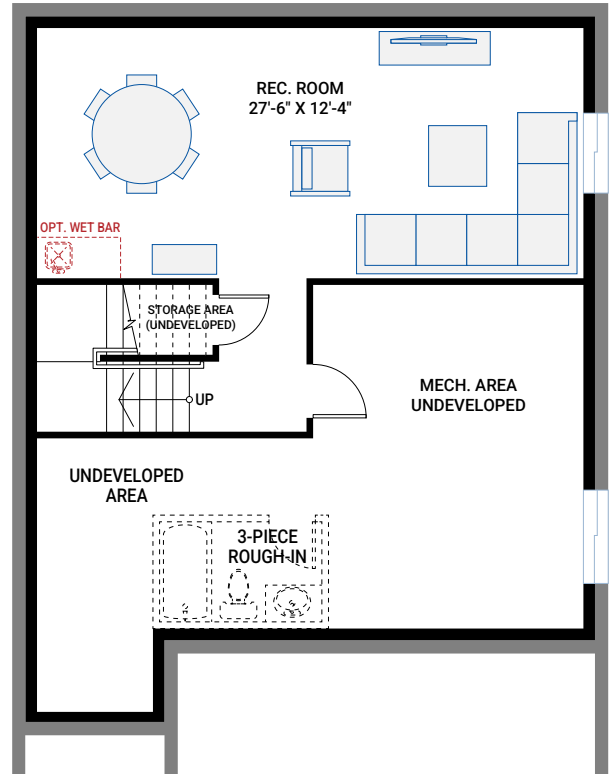 REC. ROOM
27'-6" X 12'-4"
OPT. WET BAR
STORAGE AREA
(UNDEVELOPED)
UP
MECH. AREA
UNDEVELOPED
UNDEVELOPED
AREA
3-PIECE
ROUGH-IN